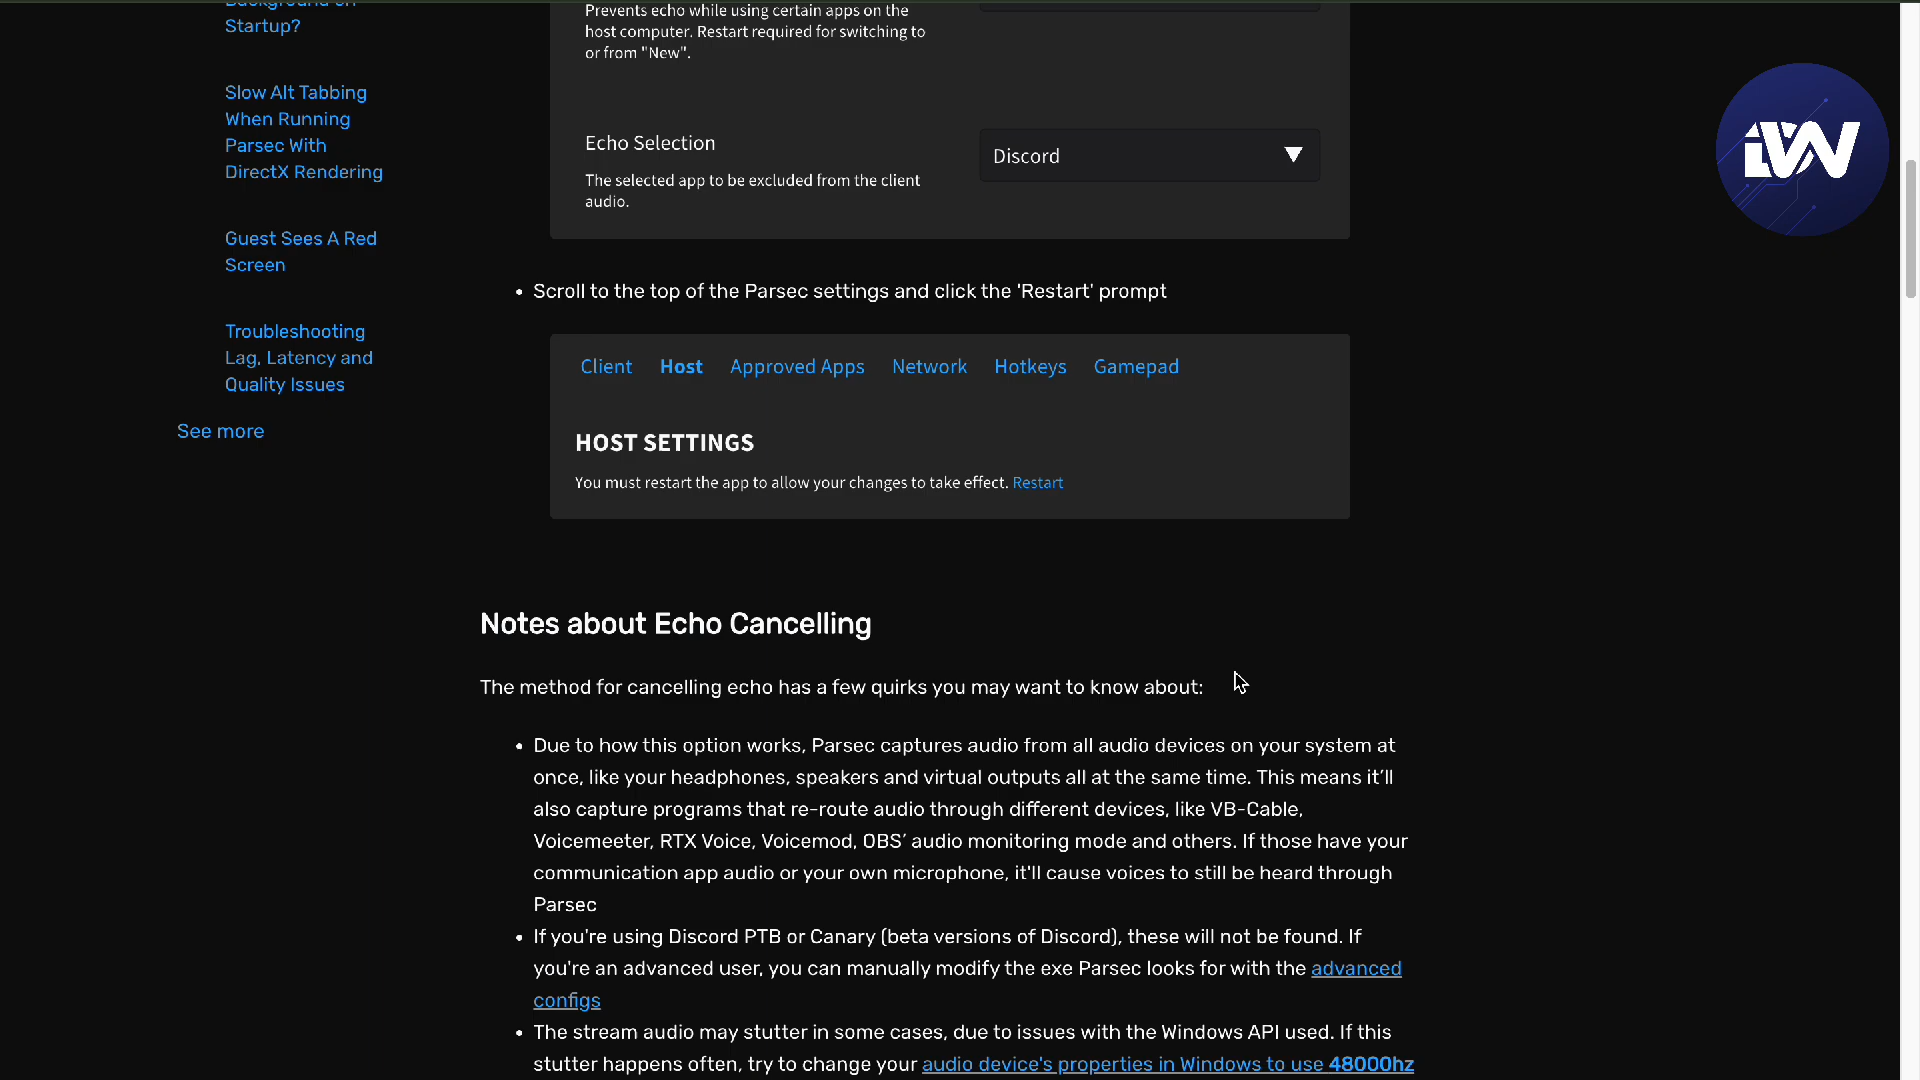 Background on
Startup?
Slow Alt Tabbing
When Running
Parsec With
DirectX Rendering
Guest Sees A Red
Screen
Troubleshooting
Lag, Latency and
Quality Issues
See more
Prevents echo while using certain apps on the
host computer. Restart required for switching to
or from "New".
Echo Selection
Discord
The selected app to be excluded from the client
audio.
• Scroll to the top of the Parsec settings and click the 'Restart' prompt
Client Host Approved Apps Network Hotkeys Gamepad
HOST SETTINGS
You must restart the app to allow your changes to take effect. Restart
Notes about Echo Cancelling
The method for cancelling echo has a few quirks you may want to know about:
• Due to how this option works, Parsec captures audio from all audio devices on your system at
once, like your headphones, speakers and virtual outputs all at the same time. This means it’ll
also capture programs that re-route audio through different devices, like VB-Cable,
Voicemeeter, RTX Voice, Voicemod, OBS’ audio monitoring mode and others. If those have your
communication app audio or your own microphone, it'll cause voices to still be heard through
Parsec
• If you're using Discord PTB or Canary (beta versions of Discord), these will not be found. If
you're an advanced user, you can manually modify the exe Parsec looks for with the advanced
configs
• The stream audio may stutter in some cases, due to issues with the Windows API used. If this
stutter happens often, try to change your audio device's properties in Windows to use 48000hz